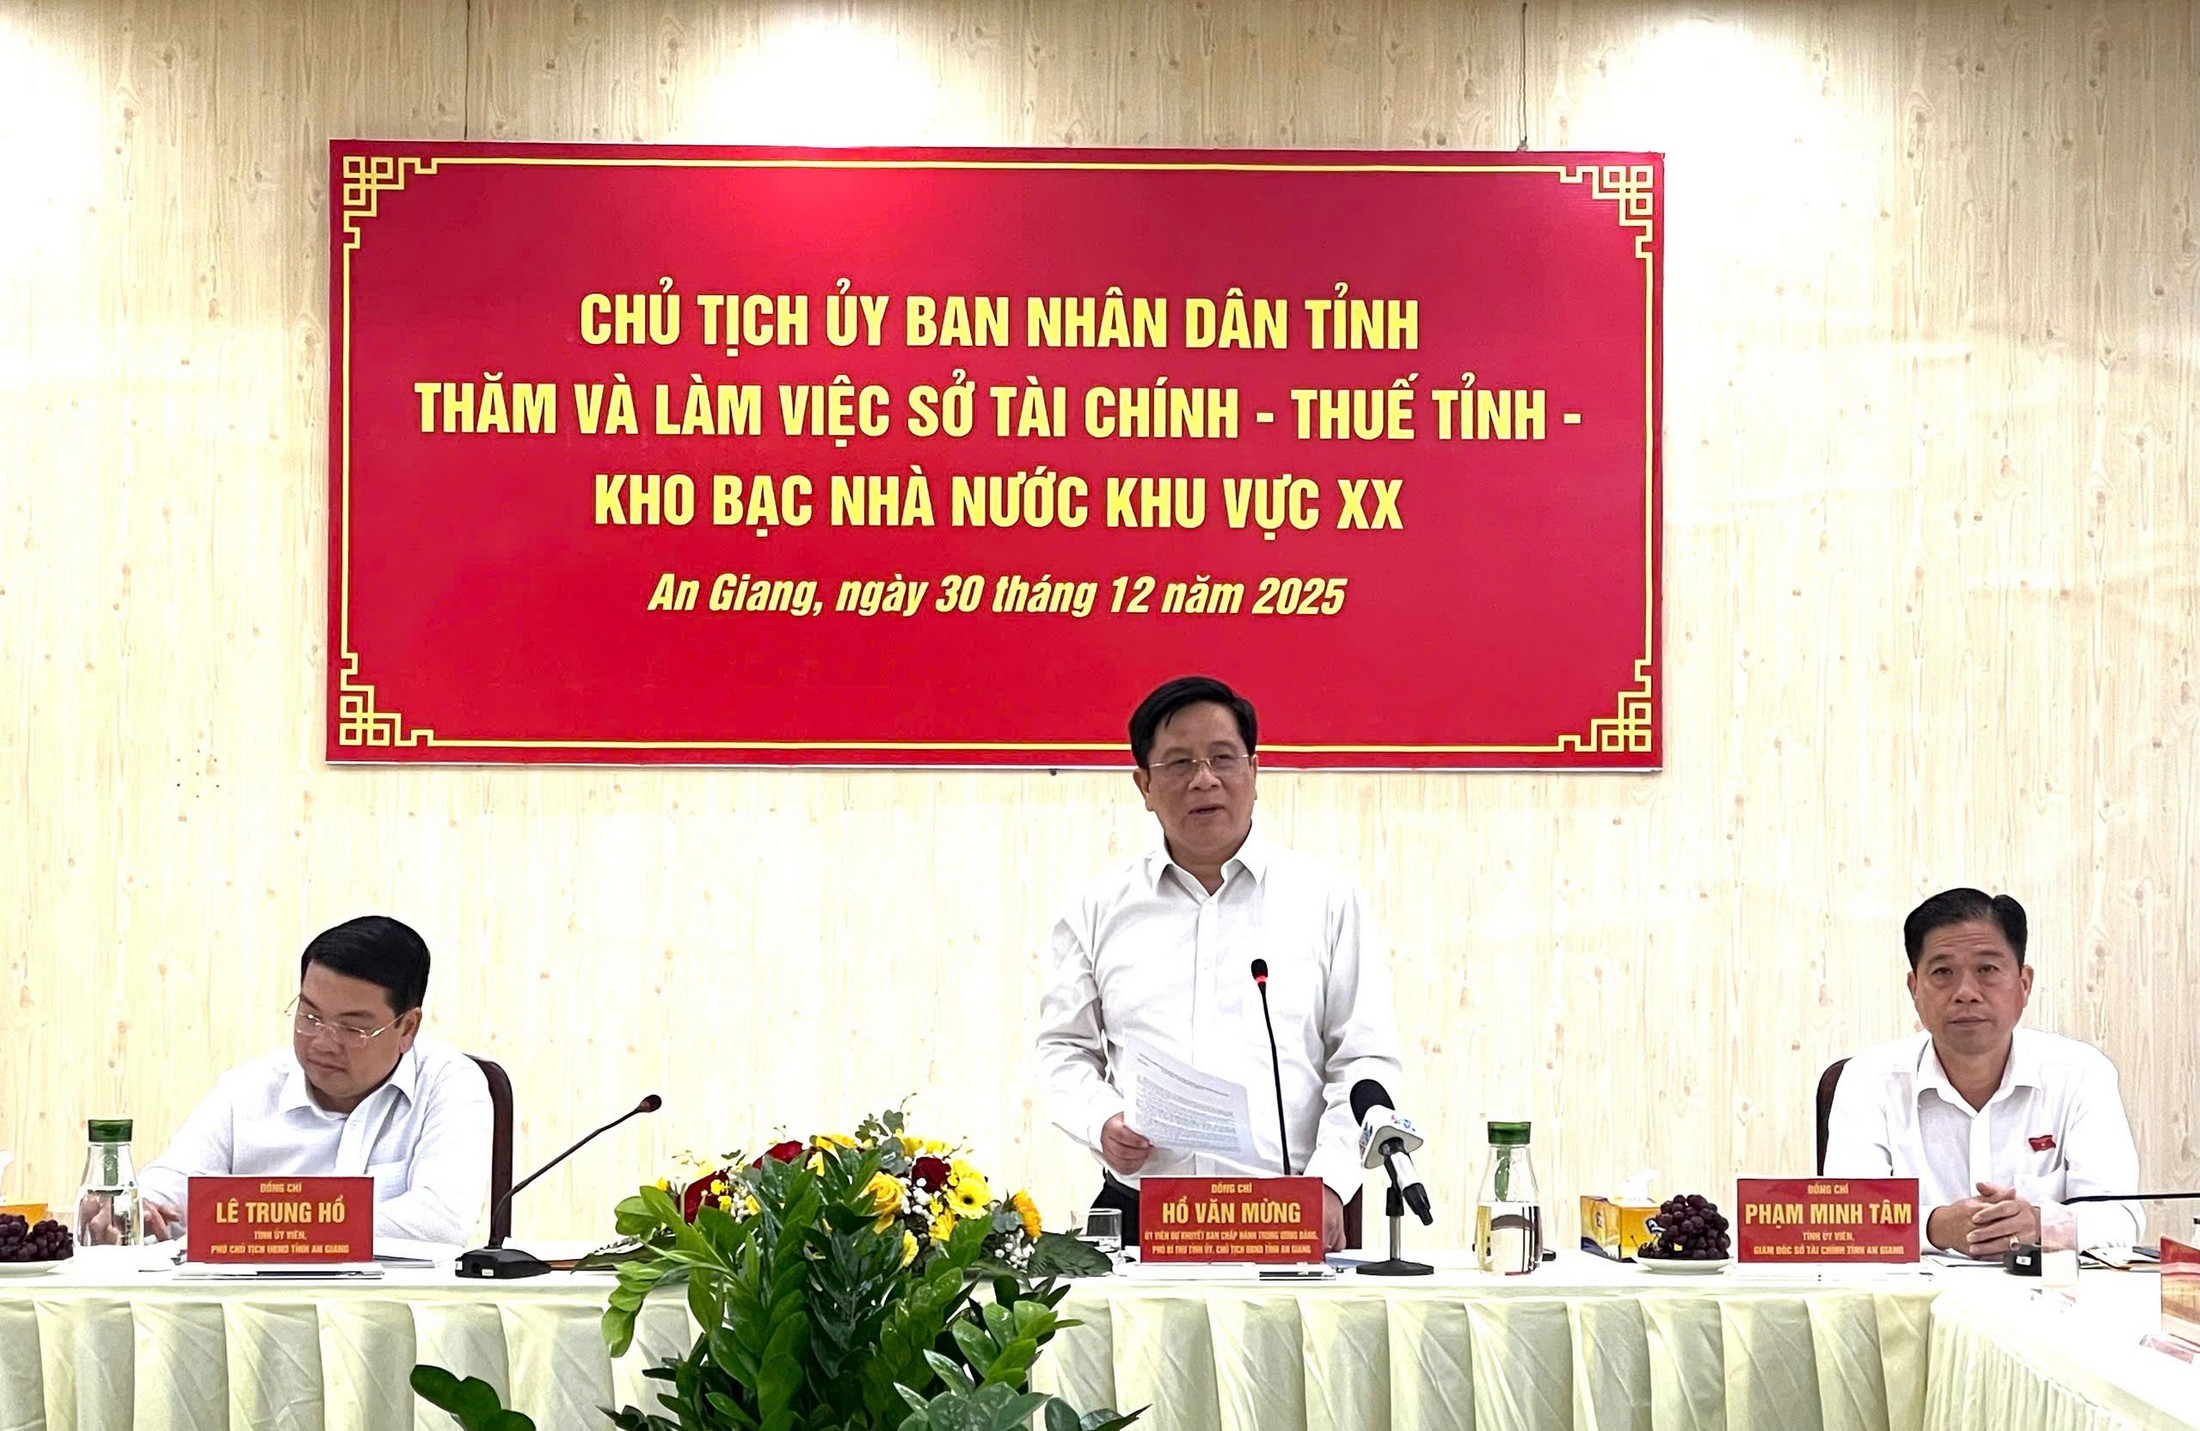 CHỦ TỊCH ỦY BAN NHÂN DÂN TỈNH
THĂM VÀ LÀM VIỆC SỞ TÀI CHÍNH - THUẾ TỈNH -
KHO BẠC NHÀ NƯỚC KHU VỰC XX
An Giang, ngày 30 tháng 12 năm 2025
ĐỒNG CHÍ
LÊ TRUNG HỒ
TỈNH ỦY VIÊN,
PHÓ CHỦ TỊCH UBND TỈNH AN GIANG
ĐỒNG CHÍ
HỒ VĂN MỪNG
ỦY VIÊN DỰ KHUYẾT BAN CHẤP HÀNH TRUNG ƯƠNG ĐẢNG,
PHÓ BÍ THƯ TỈNH ỦY, CHỦ TỊCH UBND TỈNH AN GIANG
ĐỒNG CHÍ
PHẠM MINH TÂM
TỈNH ỦY VIÊN,
GIÁM ĐỐC SỞ TÀI CHÍNH TỈNH AN GIANG